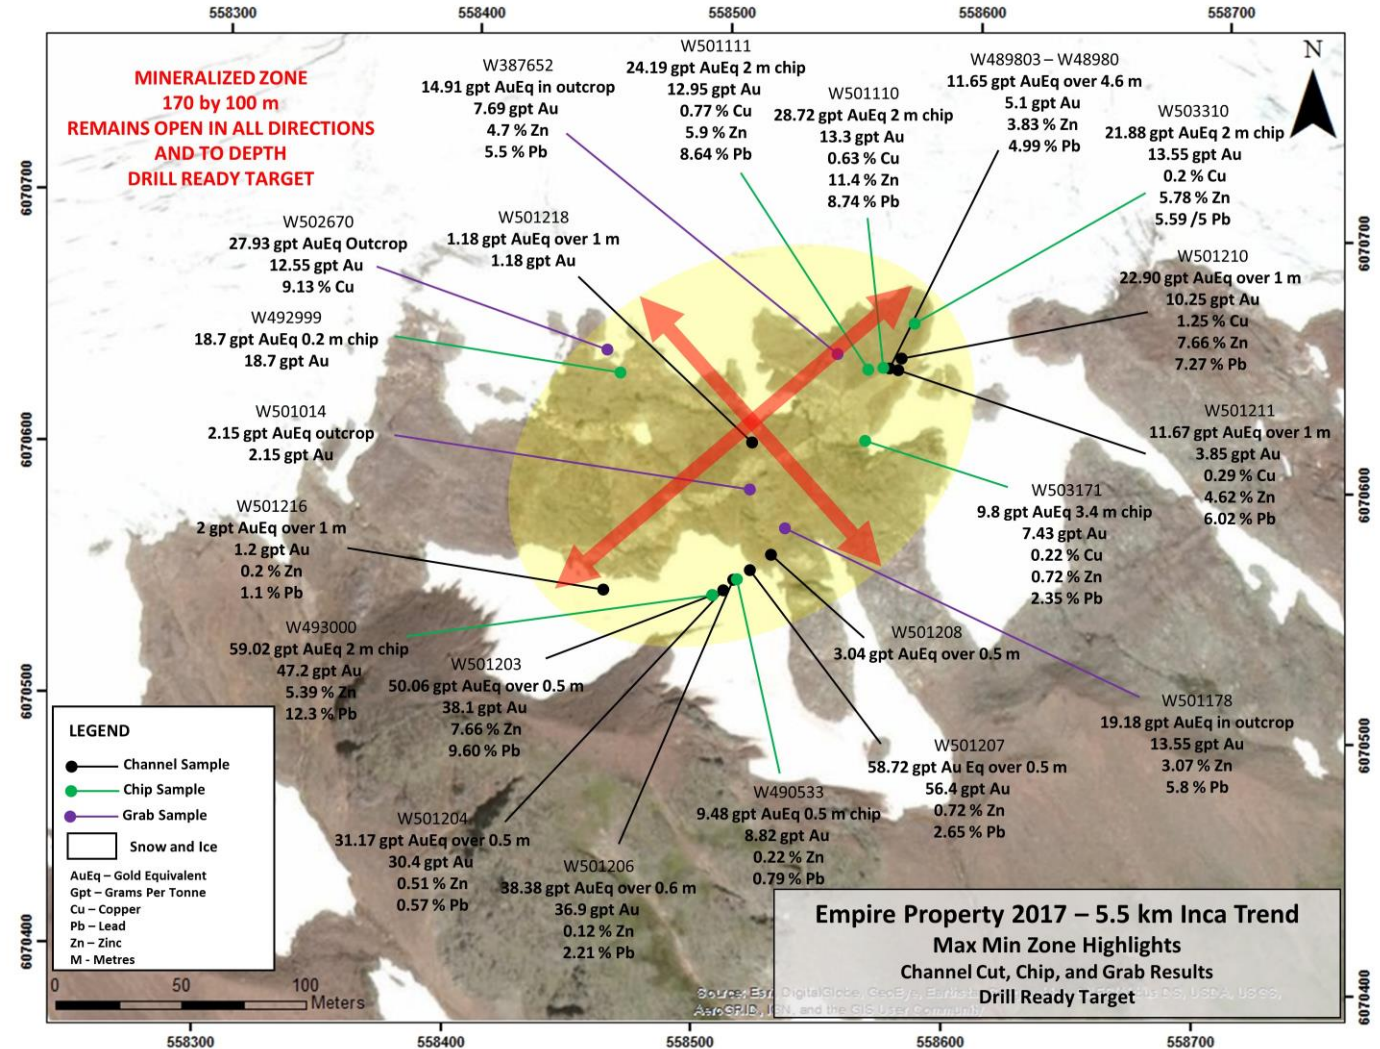 558300
558400
558500
558600
558700
MINERALIZED ZONE
170 by 100 m
REMAINS OPEN IN ALL DIRECTIONS
AND TO DEPTH
DRILL READY TARGET
W387652
14.91 gpt AuEq in outcrop
7.69 gpt Au
4.7 % Zn
5.5 % Pb
W501111
24.19 gpt AuEq 2 m chip
12.95 gpt Au
0.77 % Cu
5.9 % Zn
8.64 % Pb
W501110
28.72 gpt AuEq 2 m chip
13.3 gpt Au
0.63 % Cu
11.4 % Zn
8.74 % Pb
W489803 – W48980
11.65 gpt AuEq over 4.6 m
5.1 gpt Au
3.83 % Zn
4.99 % Pb
W503310
21.88 gpt AuEq 2 m chip
13.55 gpt Au
0.2 % Cu
5.78 % Zn
5.59 /5 Pb
N
6070700
6070700
W502670
27.93 gpt AuEq Outcrop
12.55 gpt Au
9.13 % Cu
W501218
1.18 gpt AuEq over 1 m
1.18 gpt Au
W501210
22.90 gpt AuEq over 1 m
10.25 gpt Au
1.25 % Cu
7.66 % Zn
7.27 % Pb
W492999
18.7 gpt AuEq 0.2 m chip
18.7 gpt Au
W501014
2.15 gpt AuEq outcrop
2.15 gpt Au
W501211
11.67 gpt AuEq over 1 m
3.85 gpt Au
0.29 % Cu
4.62 % Zn
6.02 % Pb
6070600
6070600
W501216
2 gpt AuEq over 1 m
1.2 gpt Au
0.2 % Zn
1.1 % Pb
W503171
9.8 gpt AuEq 3.4 m chip
7.43 gpt Au
0.22 % Cu
0.72 % Zn
2.35 % Pb
W493000
59.02 gpt AuEq 2 m chip
47.2 gpt Au
5.39 % Zn
12.3 % Pb
W501203
50.06 gpt AuEq over 0.5 m
38.1 gpt Au
7.66 % Zn
9.60 % Pb
W501208
3.04 gpt AuEq over 0.5 m
W501178
19.18 gpt AuEq in outcrop
13.55 gpt Au
3.07 % Zn
5.8 % Pb
6070500
6070500
W501207
58.72 gpt Au Eq over 0.5 m
56.4 gpt Au
0.72 % Zn
2.65 % Pb
W490533
9.48 gpt AuEq 0.5 m chip
8.82 gpt Au
0.22 % Zn
0.79 % Pb
W501204
31.17 gpt AuEq over 0.5 m
30.4 gpt Au
0.51 % Zn
0.57 % Pb
W501206
38.38 gpt AuEq over 0.6 m
36.9 gpt Au
0.12 % Zn
2.21 % Pb
LEGEND
Channel Sample
Chip Sample
Grab Sample
Snow and Ice
AuEq – Gold Equivalent
Gpt – Grams Per Tonne
Cu – Copper
Pb – Lead
Zn – Zinc
M - Metres
6070400
6070400
0 50 100
Meters
Empire Property 2017 – 5.5 km Inca Trend
Max Min Zone Highlights
Channel Cut, Chip, and Grab Results
Drill Ready Target
Source: Esri, DigitalGlobe, GeoEye, USDA, USGS,
AeroGRID, IGN, and the GIS User Community
558300
558400
558500
558600
558700